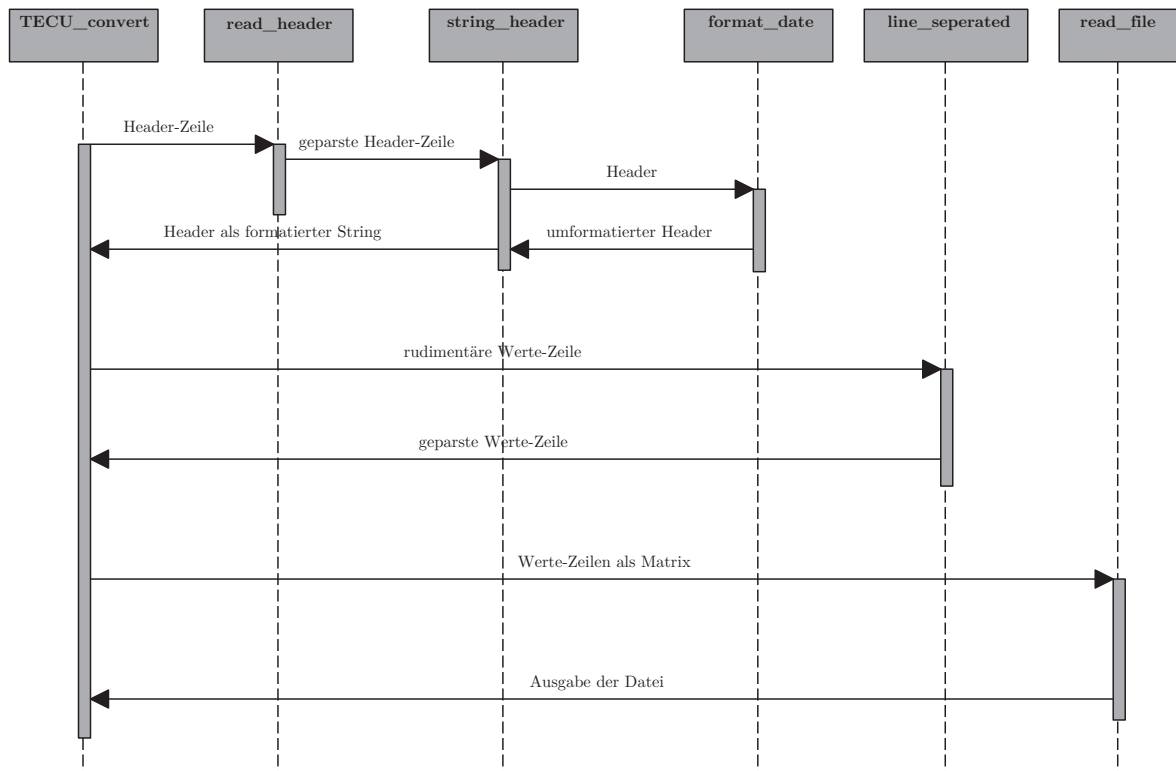 TECU_convert
read_header
string_header
format_date
line_seperated
read_file
Header-Zeile
geparste Header-Zeile
Header
Header als formatierter String
umformatierter Header
rudimentäre Werte-Zeile
geparste Werte-Zeile
Werte-Zeilen als Matrix
Ausgabe der Datei